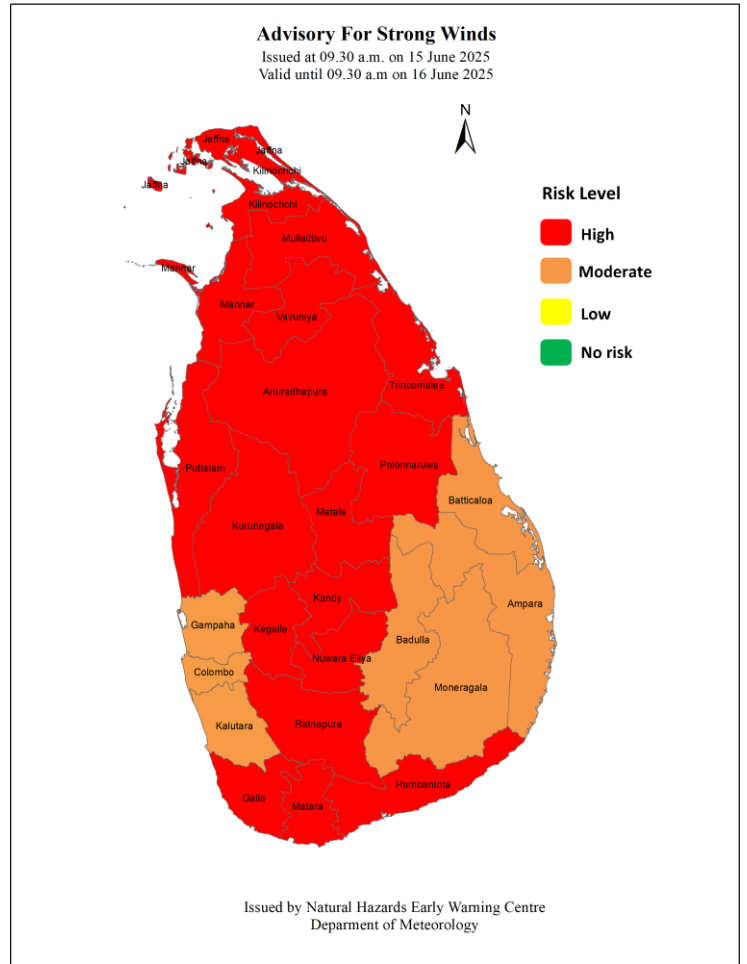 Advisory For Strong Winds
Issued at 09.30 a.m. on 15 June 2025
Valid until 09.30 a.m on 16 June 2025
N
Jaffna
Jaffna
Jaffna
Kilinochchi
Jaffna
Kilinochchi
Mullaittivu
Mannar
Mannar
Vavuniya
Anuradhapura
Trincomalee
Puttalam
Polonnaruwa
Batticaloa
Matale
Kurunegala
Kandy
Ampara
Gampaha
Kegalle
Badulla
Nuwara Eliya
Colombo
Moneragala
Kalutara
Ratnapura
Hambantota
Galle
Matara
Risk Level
High
Moderate
Low
No risk
Issued by Natural Hazards Early Warning Centre
Deparment of Meteorology